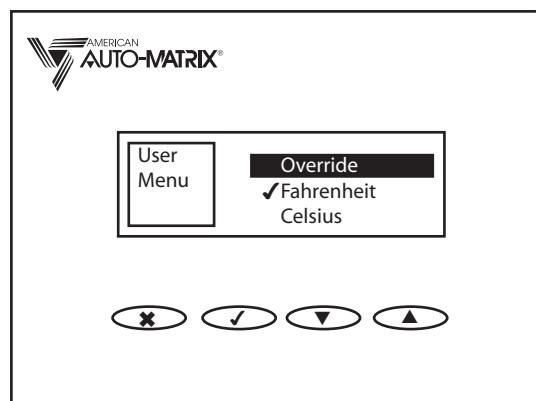 AMERICAN
AUTO-MATRIX®
User
Menu
Override
✓Fahrenheit
Celsius